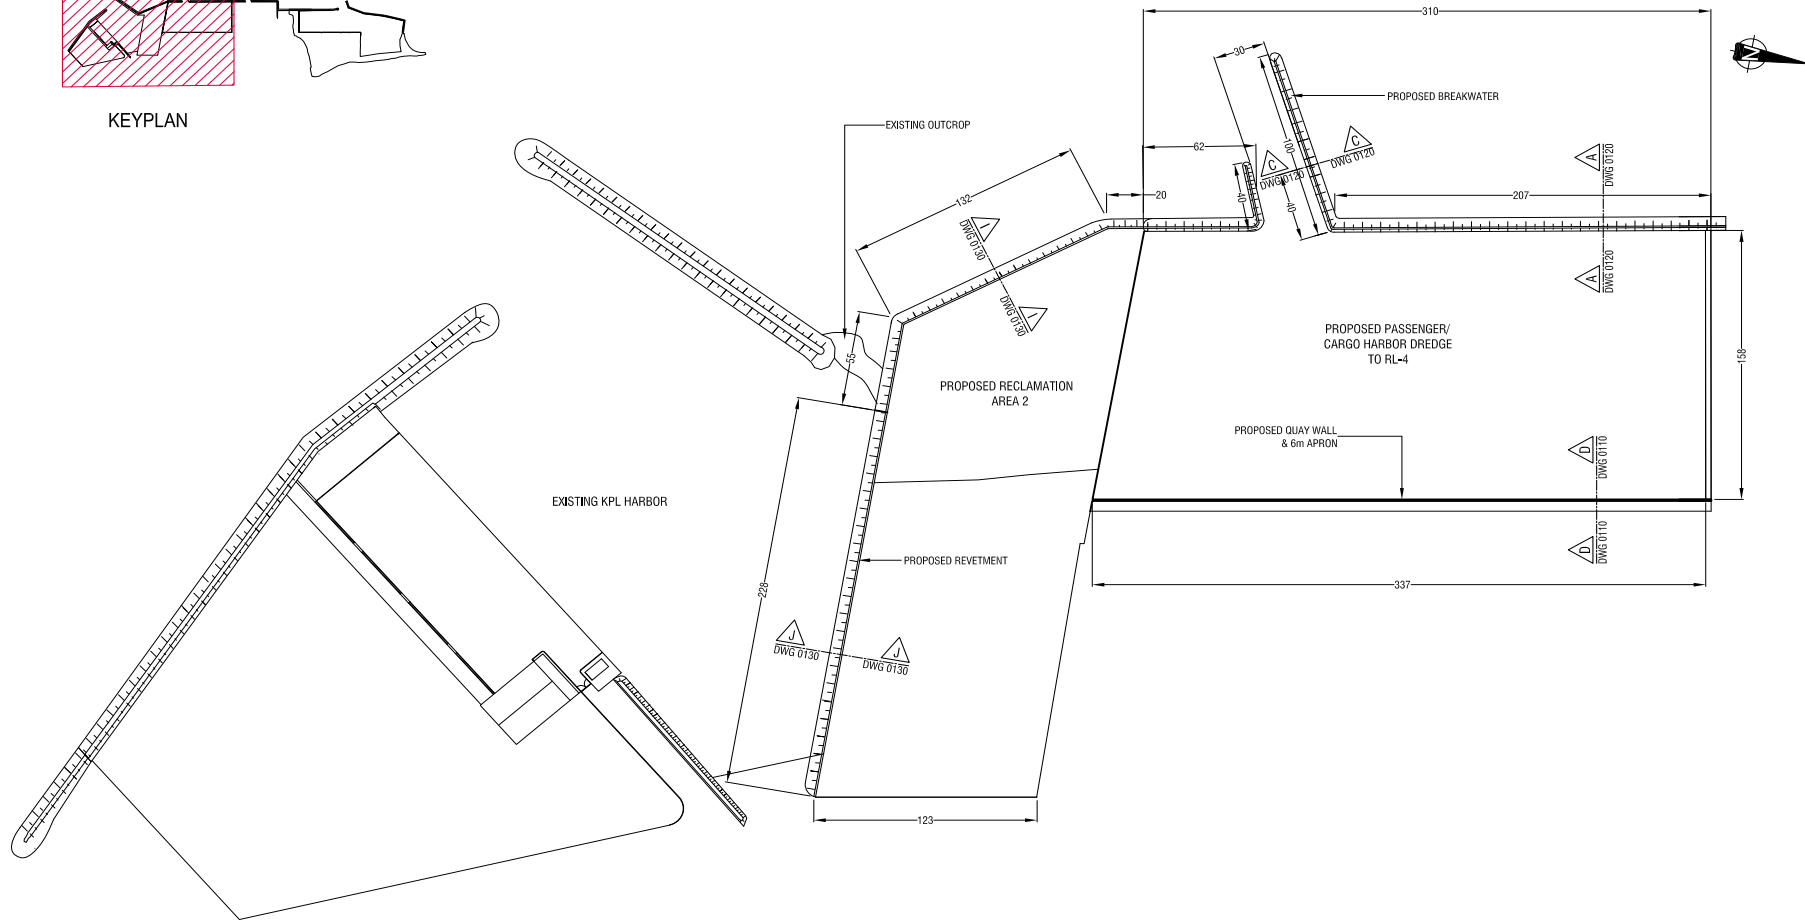 310
30
N
KEYPLAN
PROPOSED BREAKWATER
EXISTING OUTCROP
62
100
C
DWG 0120
C
DWG 0120
A
DWG 0120
132
20
40
40
207
I
DWG 0130
A
DWG 0120
I
DWG 0130
55
PROPOSED PASSENGER/
CARGO HARBOR DREDGE
TO RL-4
158
PROPOSED RECLAMATION
AREA 2
PROPOSED QUAY WALL
& 6m APRON
D
DWG 0110
EXISTING KPL HARBOR
D
DWG 0110
PROPOSED REVETMENT
228
337
J
DWG 0130
J
DWG 0130
123